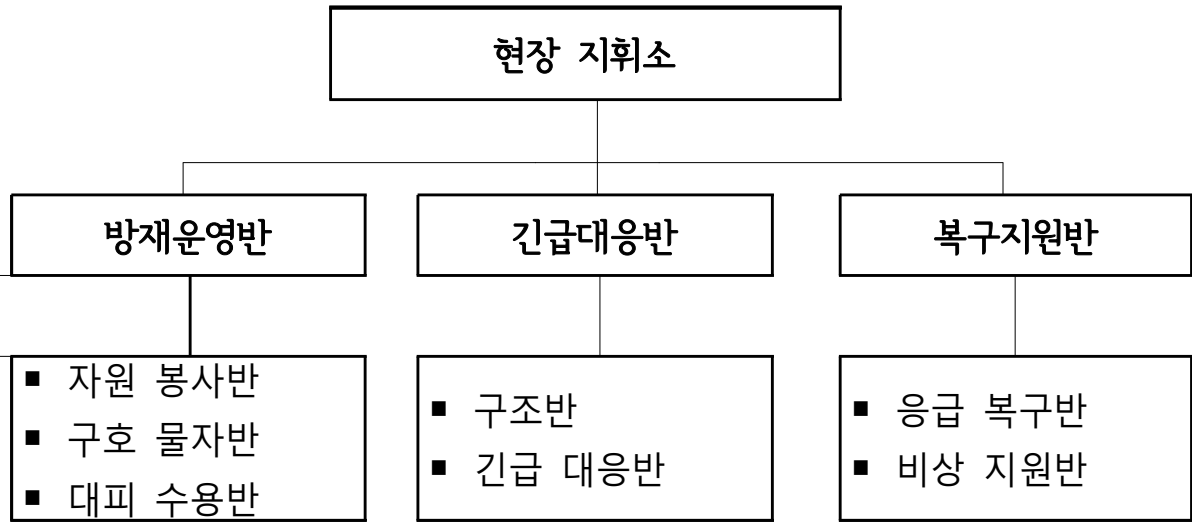 현장 지휘소
방재운영반
긴급대응반
복구지원반
▪ 자원 봉사반
▪ 구호 물자반
▪ 대피 수용반
▪ 구조반
▪ 긴급 대응반
▪ 응급 복구반
▪ 비상 지원반